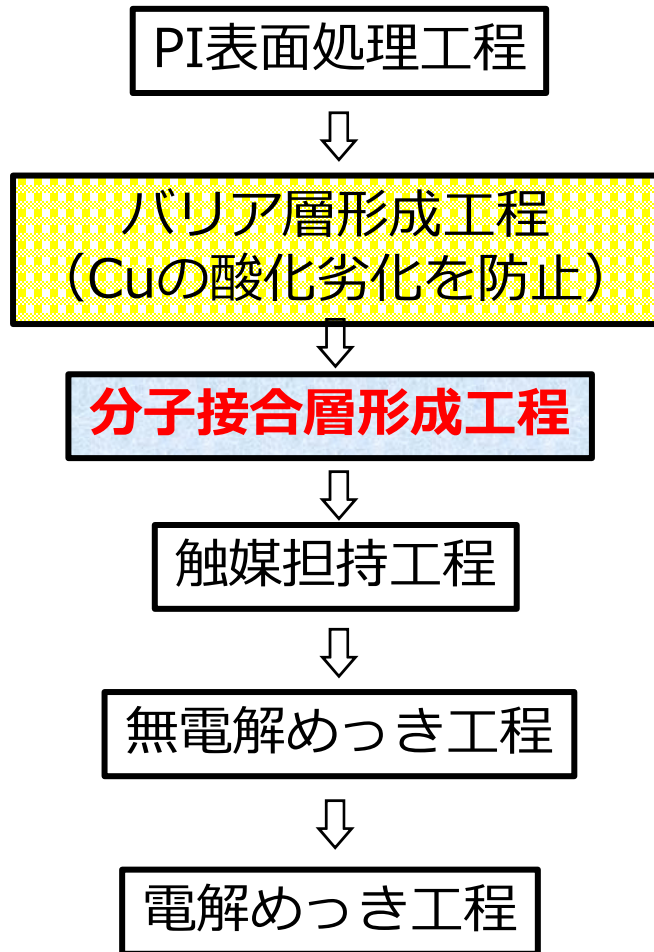 PI表面処理工程
バリア層形成工程
（Cuの酸化劣化を防止）
分子接合層形成工程
触媒担持工程
無電解めっき工程
電解めっき工程